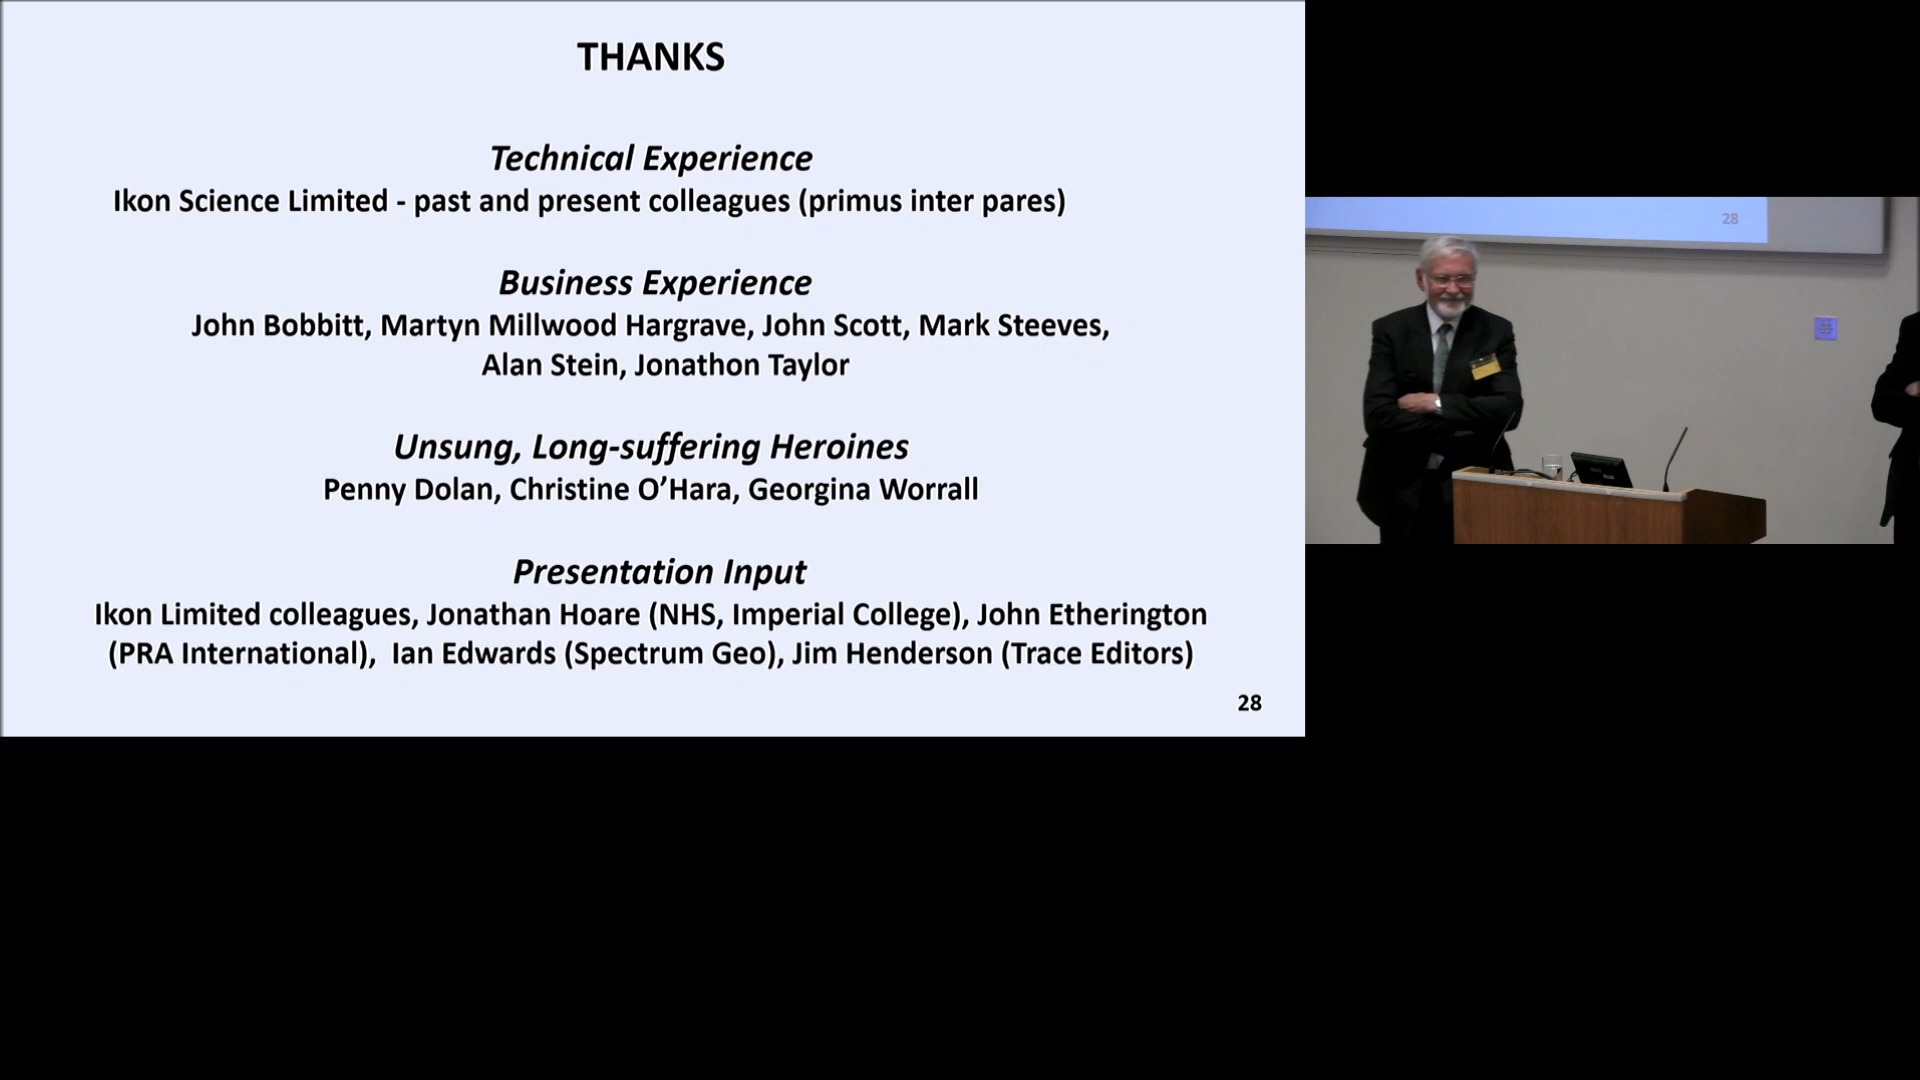 THANKS
Technical Experience
Ikon Science Limited - past and present colleagues (primus inter pares)
Business Experience
John Bobbitt, Martyn Millwood Hargrave, John Scott, Mark Steeves,
Alan Stein, Jonathon Taylor
Unsung, Long-suffering Heroines
Penny Dolan, Christine O’Hara, Georgina Worrall
Presentation Input
Ikon Limited colleagues, Jonathan Hoare (NHS, Imperial College), John Etherington
(PRA International), Ian Edwards (Spectrum Geo), Jim Henderson (Trace Editors)
28
28